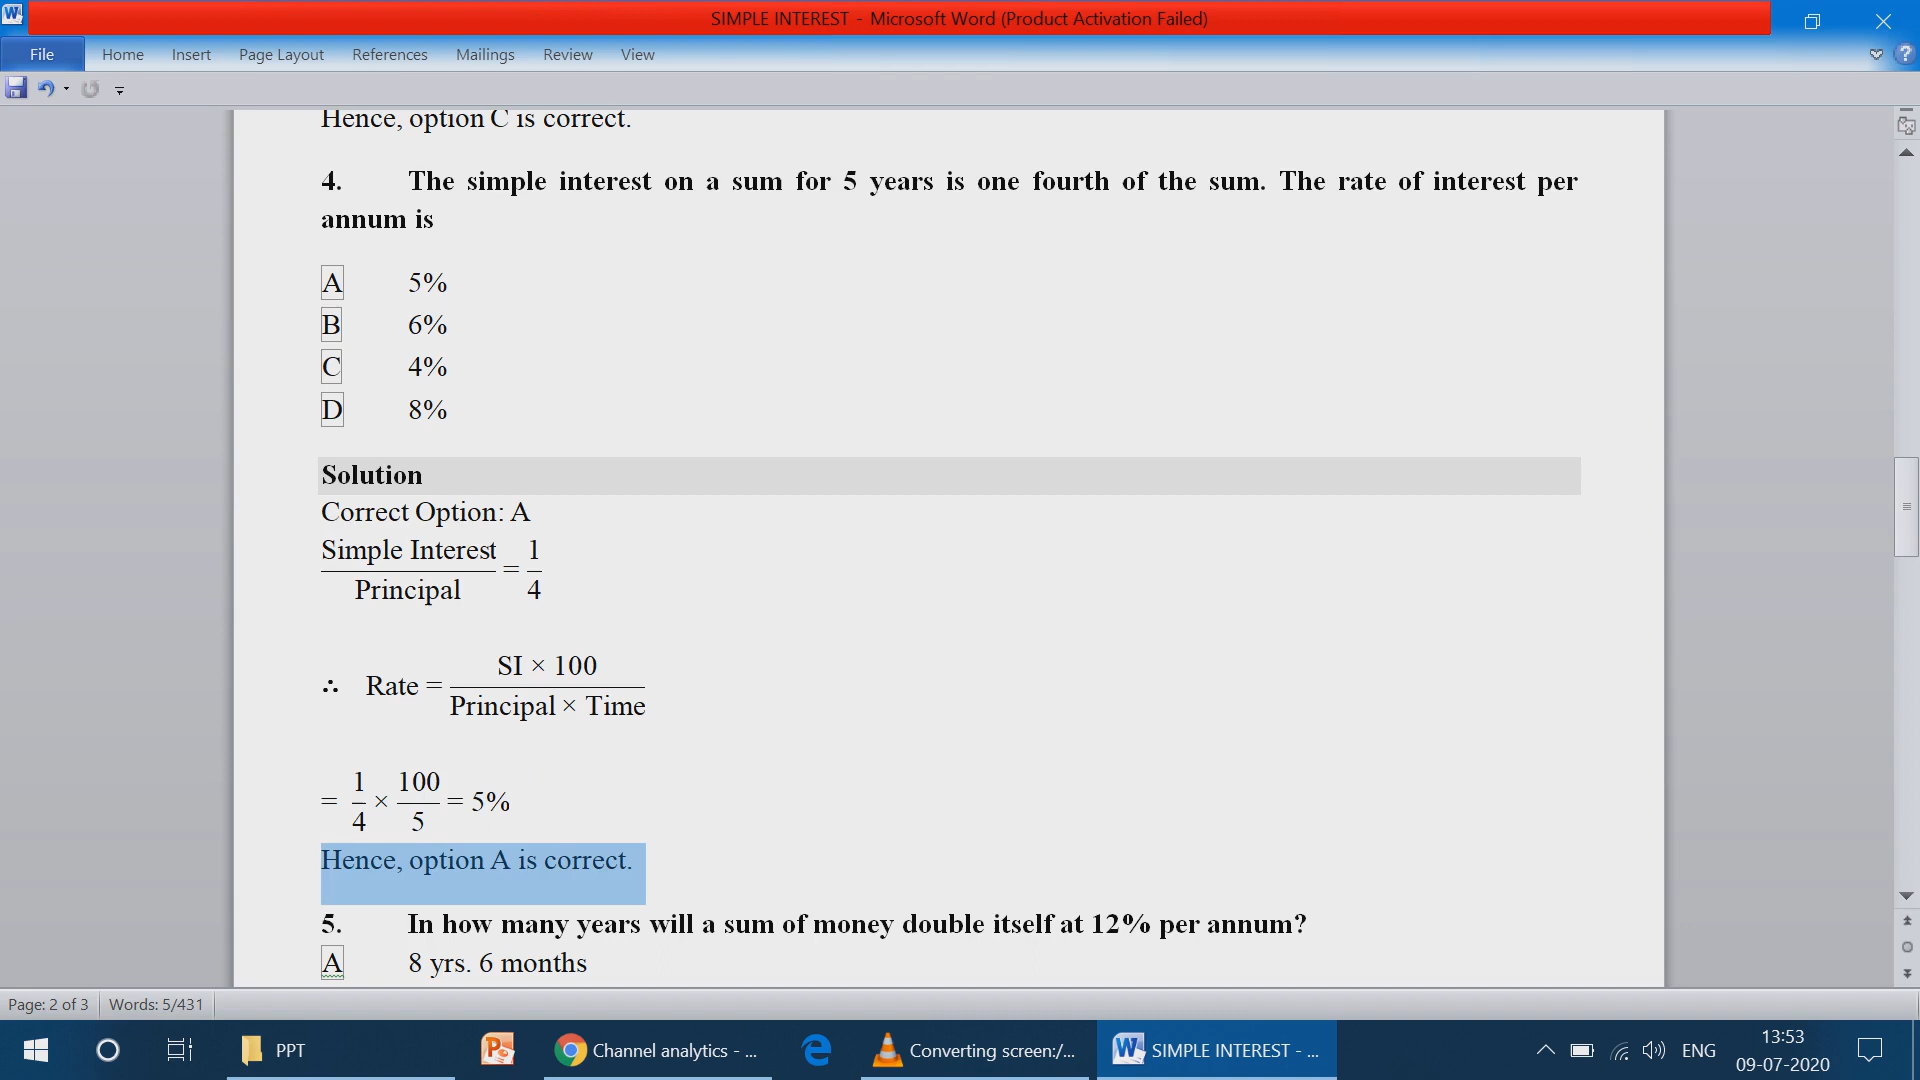 SIMPLE INTEREST - Microsoft Word (Product Activation Failed)
File Home Insert Page Layout References Mailings Review View
Hence, option C is correct.
4. The simple interest on a sum for 5 years is one fourth of the sum. The rate of interest per
annum is
A 5%
B 6%
C 4%
D 8%
Solution
Correct Option: A
Simple Interest / Principal = 1 / 4
∴ Rate = SI × 100 / Principal × Time
= 1 / 4 × 100 / 5 = 5%
Hence, option A is correct.
5. In how many years will a sum of money double itself at 12% per annum?
A 8 yrs. 6 months
Page: 2 of 3 Words: 5/431
PPT Channel analytics - ... Converting screen:/... SIMPLE INTEREST - ... ENG 13:53
09-07-2020